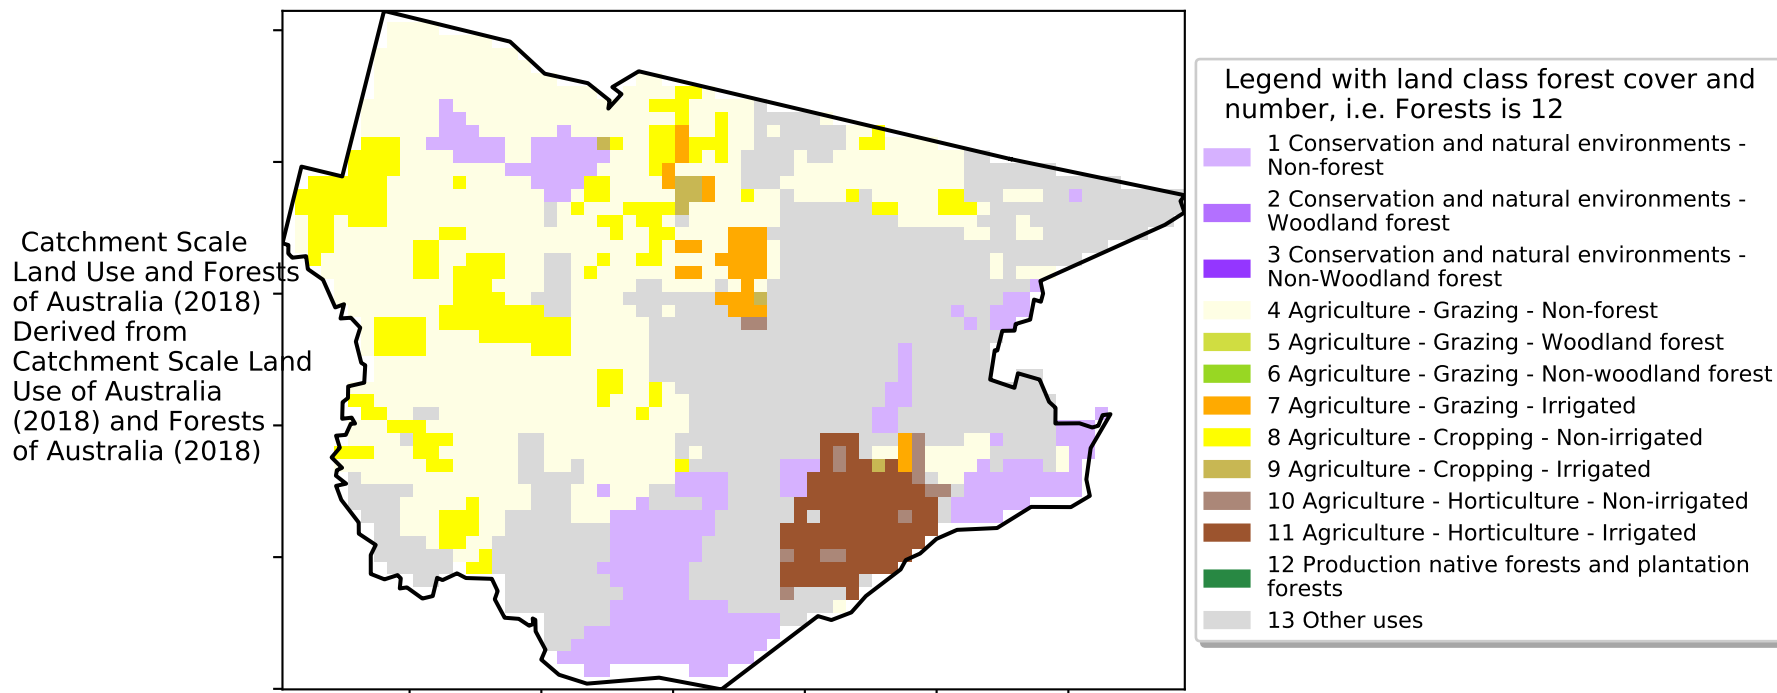 Catchment Scale
Land Use and Forests
of Australia (2018)
Derived from
Catchment Scale Land
Use of Australia
(2018) and Forests
of Australia (2018)
Legend with land class forest cover and
number, i.e. Forests is 12
1 Conservation and natural environments -
Non-forest
2 Conservation and natural environments -
Woodland forest
3 Conservation and natural environments -
Non-Woodland forest
4 Agriculture - Grazing - Non-forest
5 Agriculture - Grazing - Woodland forest
6 Agriculture - Grazing - Non-woodland forest
7 Agriculture - Grazing - Irrigated
8 Agriculture - Cropping - Non-irrigated
9 Agriculture - Cropping - Irrigated
10 Agriculture - Horticulture - Non-irrigated
11 Agriculture - Horticulture - Irrigated
12 Production native forests and plantation
forests
13 Other uses